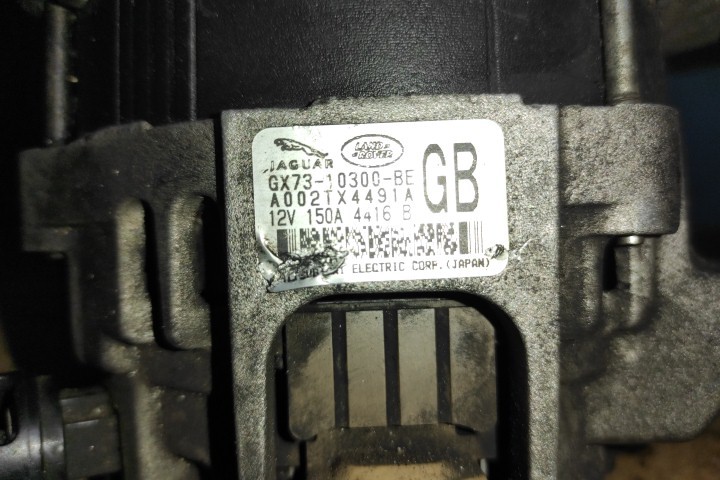 JAGUAR
LAND-
ROVER
GB
GX73-10300-BE
A002TX4491A
12V 150A 4416 B
ELECTRIC CORP.(JAPAN)